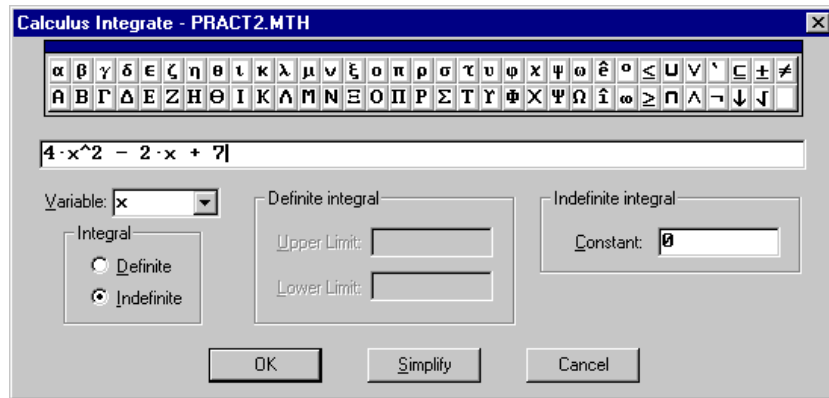 Calculus Integrate - PRACT2.MTH
α β γ δ ε ζ η θ ι κ λ μ ν ξ ο π ρ σ τ υ φ χ ψ ω ê º ≤ ∪ ∨ ` ⊆ ± ≠
Α Β Γ Δ Ε Ζ Η Θ Ι Κ Λ Μ Ν Ξ Ο Π Ρ Σ Τ Υ Φ Χ Ψ Ω î ∞ ≥ ∩ ∧ ¬ ↓ √
4·x^2 - 2·x + 7
Variable: x
Integral
Definite
Indefinite
Definite integral
Upper Limit:
Lower Limit:
Indefinite integral
Constant: 0
OK Simplify Cancel